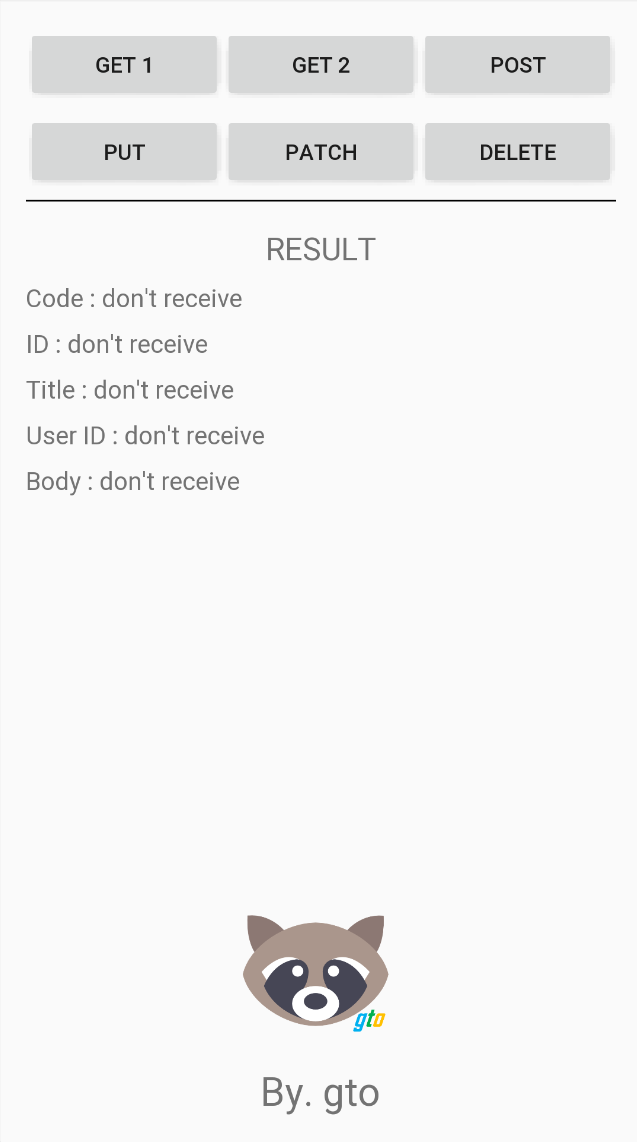 GET 1 GET 2 POST
PUT PATCH DELETE
RESULT
Code : don't receive
ID : don't receive
Title : don't receive
User ID : don't receive
Body : don't receive
gto
By. gto